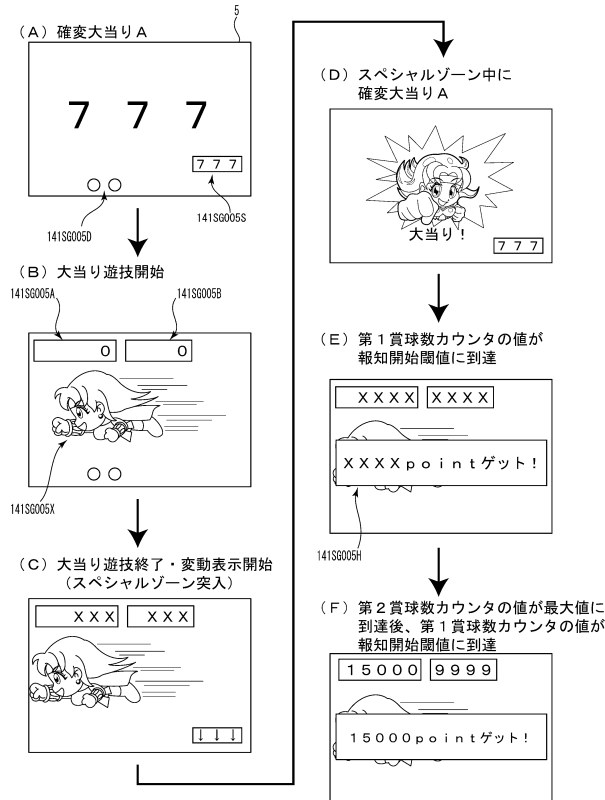 5
(A)確変大当りA
7 7 7
7 7 7
141SG005D
141SG005S
(B)大当り遊技開始
141SG005A
141SG005B
0
0
141SG005X
(C)大当り遊技終了・変動表示開始
(スペシャルゾーン突入)
XXX
XXX
↓↓↓
(D)スペシャルゾーン中に
確変大当りA
大当り!
7 7 7
(E)第1賞球数カウンタの値が
報知開始閾値に到達
XXXX
XXXX
XXXXpointゲット!
141SG005H
(F)第2賞球数カウンタの値が最大値に
到達後、第1賞球数カウンタの値が
報知開始閾値に到達
15000
9999
15000pointゲット!